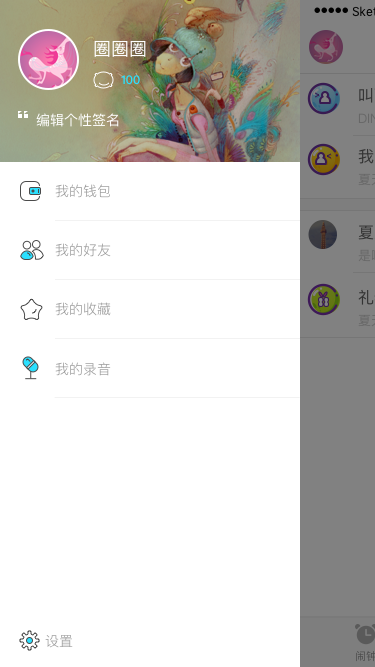 圈圈圈
100
编辑个性签名
我的钱包
我的好友
我的收藏
我的录音
设置
Sket
叫
DIN
我
夏天
夏
是
礼
夏天
闹钟